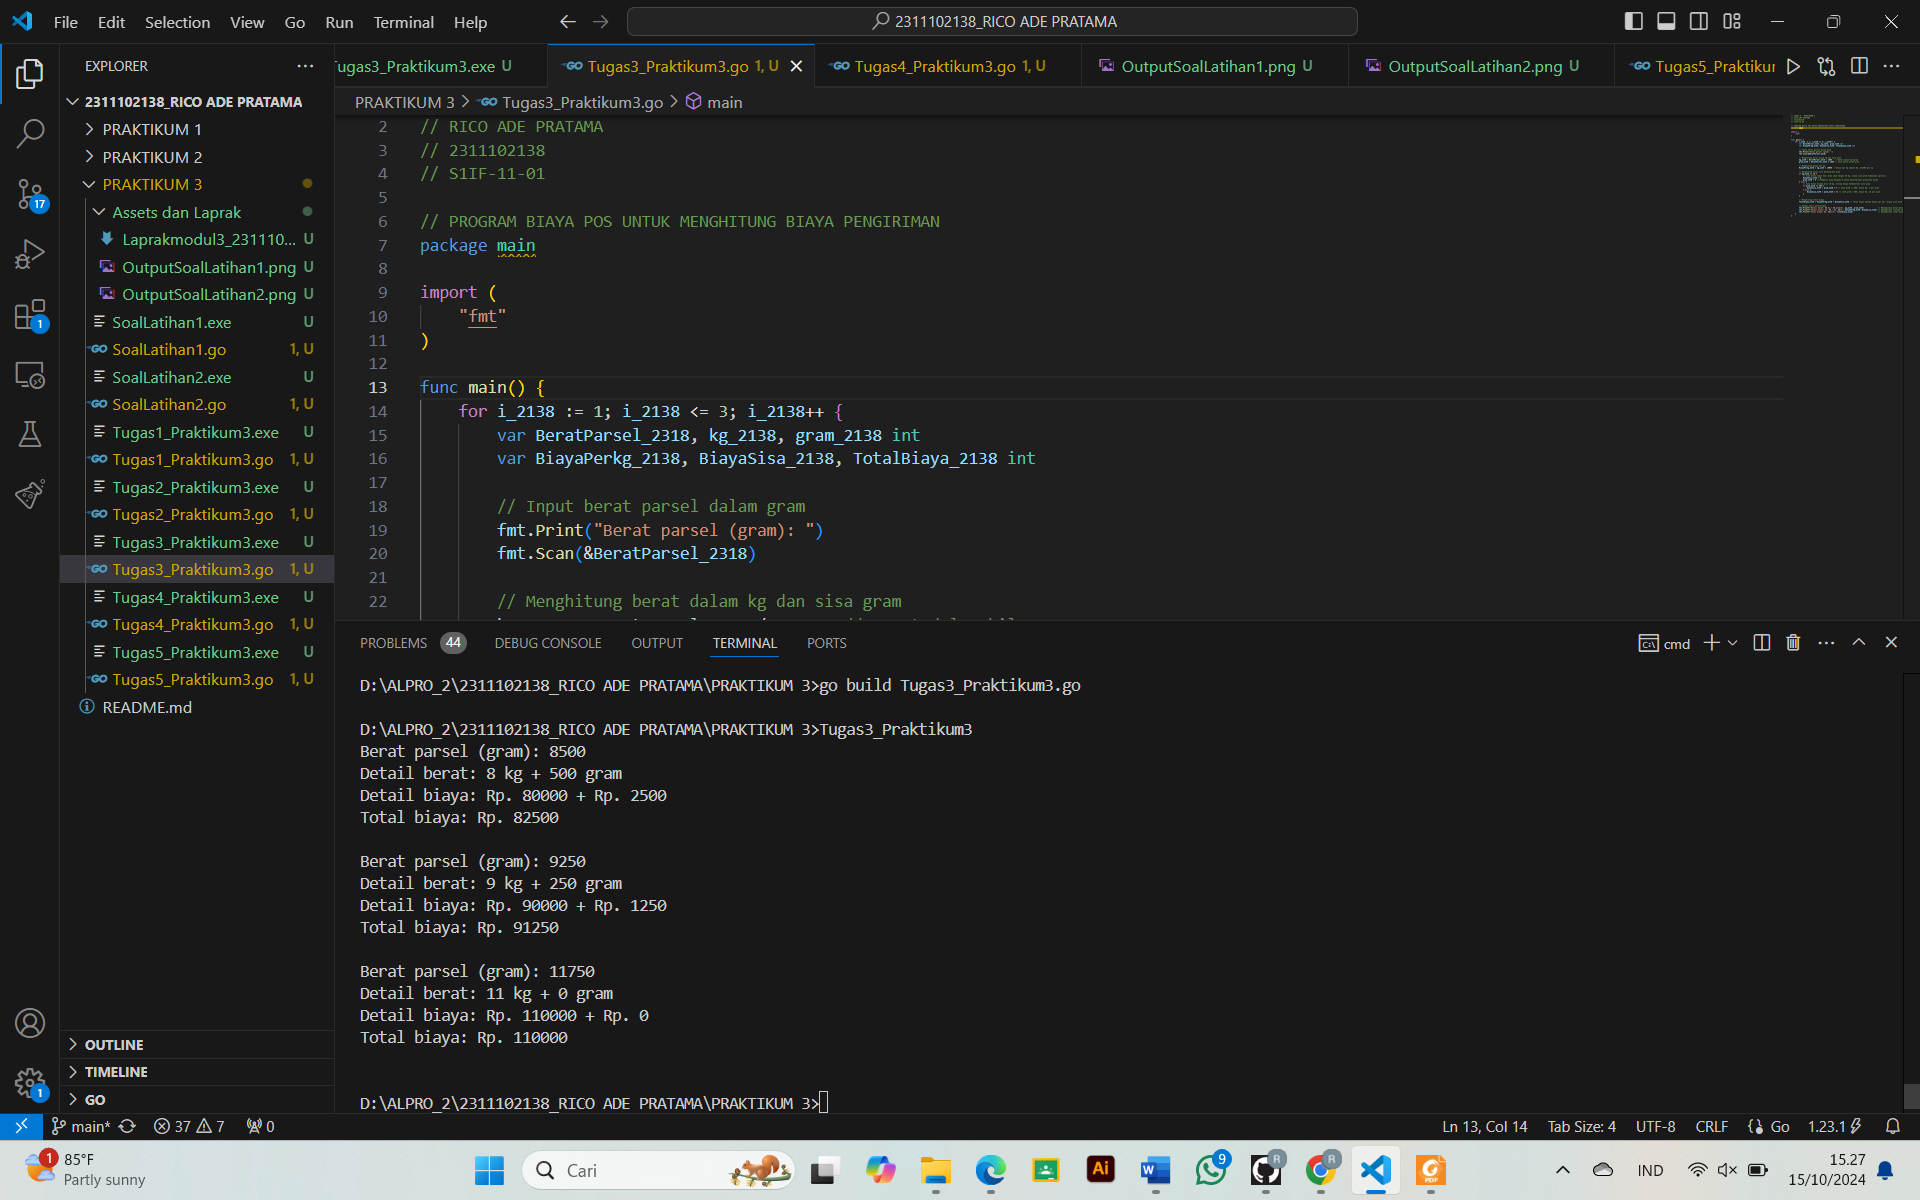 File Edit Selection View Go Run Terminal Help
2311102138_RICO ADE PRATAMA
EXPLORER
2311102138_RICO ADE PRATAMA
PRAKTIKUM 1
PRAKTIKUM 2
PRAKTIKUM 3
Assets dan Laprak
Laprakmodul3_231110... U
OutputSoalLatihan1.png U
OutputSoalLatihan2.png U
SoalLatihan1.exe U
SoalLatihan1.go 1, U
SoalLatihan2.exe U
SoalLatihan2.go 1, U
Tugas1_Praktikum3.exe U
Tugas1_Praktikum3.go 1, U
Tugas2_Praktikum3.exe U
Tugas2_Praktikum3.go 1, U
Tugas3_Praktikum3.exe U
Tugas3_Praktikum3.go 1, U
Tugas4_Praktikum3.exe U
Tugas4_Praktikum3.go 1, U
Tugas5_Praktikum3.exe U
Tugas5_Praktikum3.go 1, U
README.md
OUTLINE
TIMELINE
GO
17
1
1
Tugas3_Praktikum3.exe U Tugas3_Praktikum3.go 1, U Tugas4_Praktikum3.go 1, U OutputSoalLatihan1.png U OutputSoalLatihan2.png U Tugas5_Praktikur
PRAKTIKUM 3 > Tugas3_Praktikum3.go > main
2 // RICO ADE PRATAMA
3 // 2311102138
4 // S1IF-11-01
5
6 // PROGRAM BIAYA POS UNTUK MENGHITUNG BIAYA PENGIRIMAN
7 package main
8
9 import (
10 "fmt"
11 )
12
13 func main() {
14 for i_2138 := 1; i_2138 <= 3; i_2138++ {
15 var BeratParsel_2318, kg_2138, gram_2138 int
16 var BiayaPerkg_2138, BiayaSisa_2138, TotalBiaya_2138 int
17
18 // Input berat parsel dalam gram
19 fmt.Print("Berat parsel (gram): ")
20 fmt.Scan(&BeratParsel_2318)
21
22 // Menghitung berat dalam kg dan sisa gram
PROBLEMS 44 DEBUG CONSOLE OUTPUT TERMINAL PORTS
cmd
D:\ALPRO_2\2311102138_RICO ADE PRATAMA\PRAKTIKUM 3>go build Tugas3_Praktikum3.go
D:\ALPRO_2\2311102138_RICO ADE PRATAMA\PRAKTIKUM 3>Tugas3_Praktikum3
Berat parsel (gram): 8500
Detail berat: 8 kg + 500 gram
Detail biaya: Rp. 80000 + Rp. 2500
Total biaya: Rp. 82500
Berat parsel (gram): 9250
Detail berat: 9 kg + 250 gram
Detail biaya: Rp. 90000 + Rp. 1250
Total biaya: Rp. 91250
Berat parsel (gram): 11750
Detail berat: 11 kg + 0 gram
Detail biaya: Rp. 110000 + Rp. 0
Total biaya: Rp. 110000
D:\ALPRO_2\2311102138_RICO ADE PRATAMA\PRAKTIKUM 3>
main* 37 7 0
Ln 13, Col 14 Tab Size: 4 UTF-8 CRLF Go 1.23.1
1
85°F
Partly sunny
Cari
Ai
W
9
R
R
PDF
IND
15.27
15/10/2024